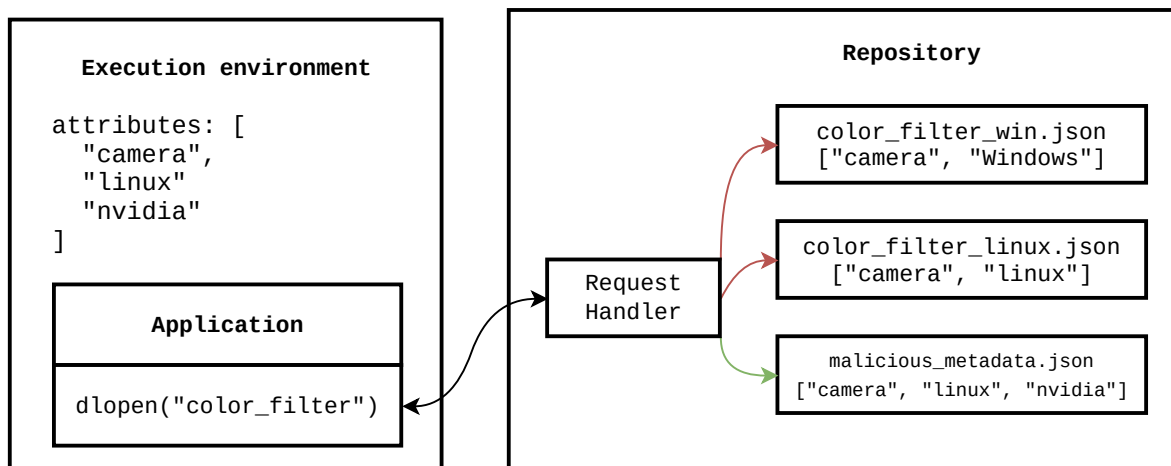 Execution environment
attributes: [
"camera",
"linux"
"nvidia"
]
Application
dlopen("color_filter")
Repository
Request
Handler
color_filter_win.json
["camera", "Windows"]
color_filter_linux.json
["camera", "linux"]
malicious_metadata.json
["camera", "linux", "nvidia"]